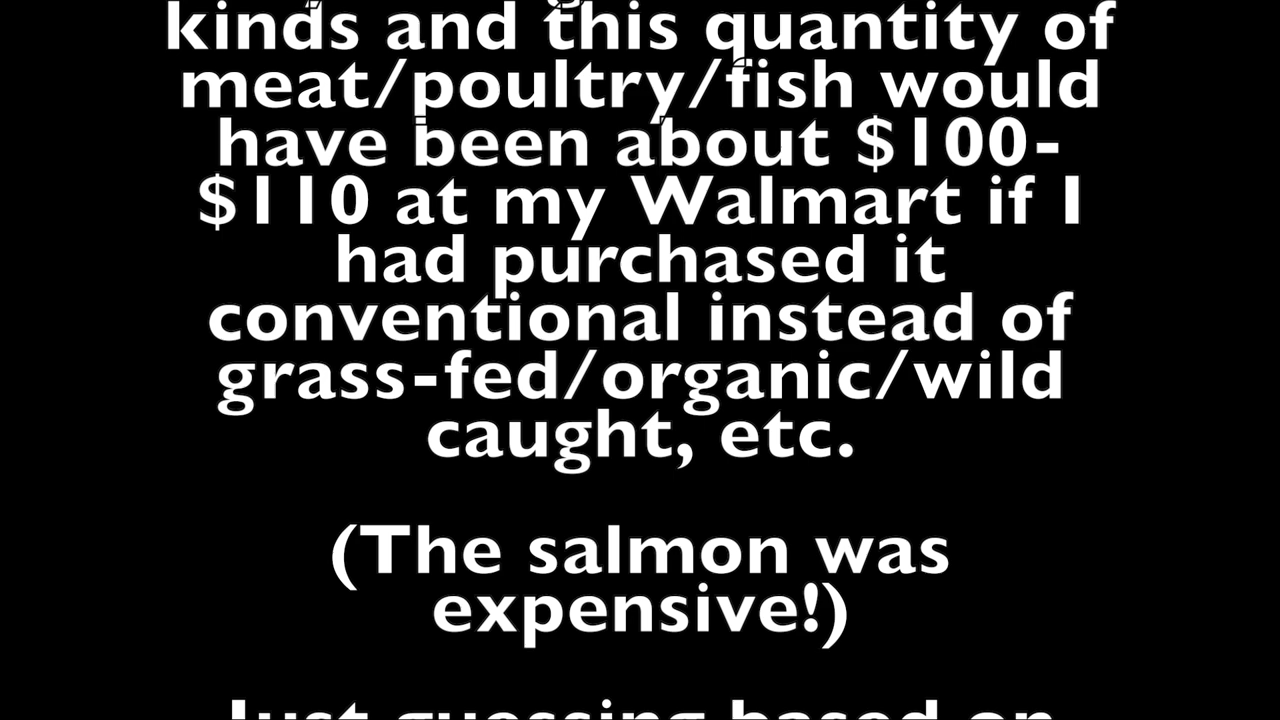 kinds and this quantity of
meat/poultry/fish would
have been about $100-
$110 at my Walmart if I
had purchased it
conventional instead of
grass-fed/organic/wild
caught, etc.
(The salmon was
expensive!)
Just guessing based on